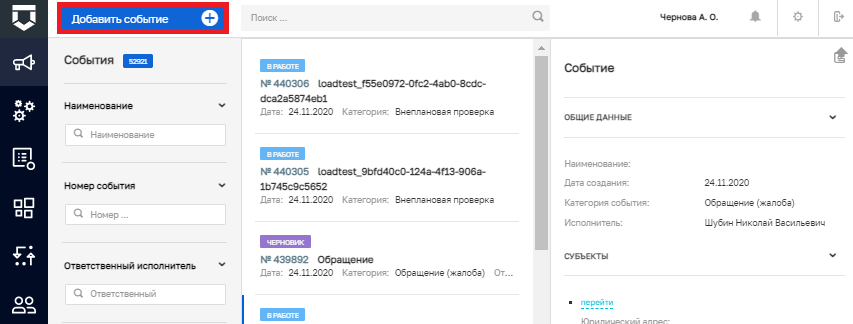 Добавить событие
Поиск ...
Чернова А. О.
События 52921
Наименование
Наименование
Номер события
Номер ...
Ответственный исполнитель
Ответственный
В РАБОТЕ
№ 440306 loadtest_f55e0972-0fc2-4ab0-8cdc-
dca2a5874eb1
Дата: 24.11.2020 Категория: Внеплановая проверка
В РАБОТЕ
№ 440305 loadtest_9bfd40c0-124a-4f13-906a-
1b745c9c5652
Дата: 24.11.2020 Категория: Внеплановая проверка
ЧЕРНОВИК
№ 439892 Обращение
Дата: 24.11.2020 Категория: Обращение (жалоба) От...
В РАБОТЕ
Событие
ОБЩИЕ ДАННЫЕ
Наименование:
Дата создания: 24.11.2020
Категория события: Обращение (жалоба)
Исполнитель: Шубин Николай Васильевич
СУБЪЕКТЫ
перейти
Юридический адрес: